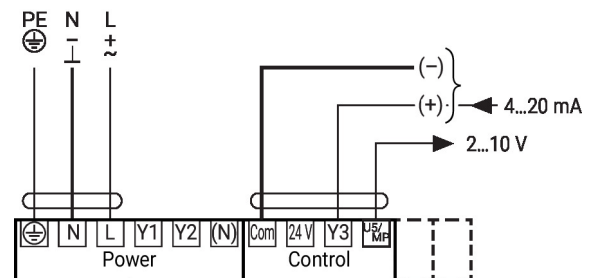 PE N L
− +
⊥ ~
(−)
(+) 4...20 mA
2...10 V
N L Y1 Y2 (N) Com 24 V Y3 U5/
MP
Power Control